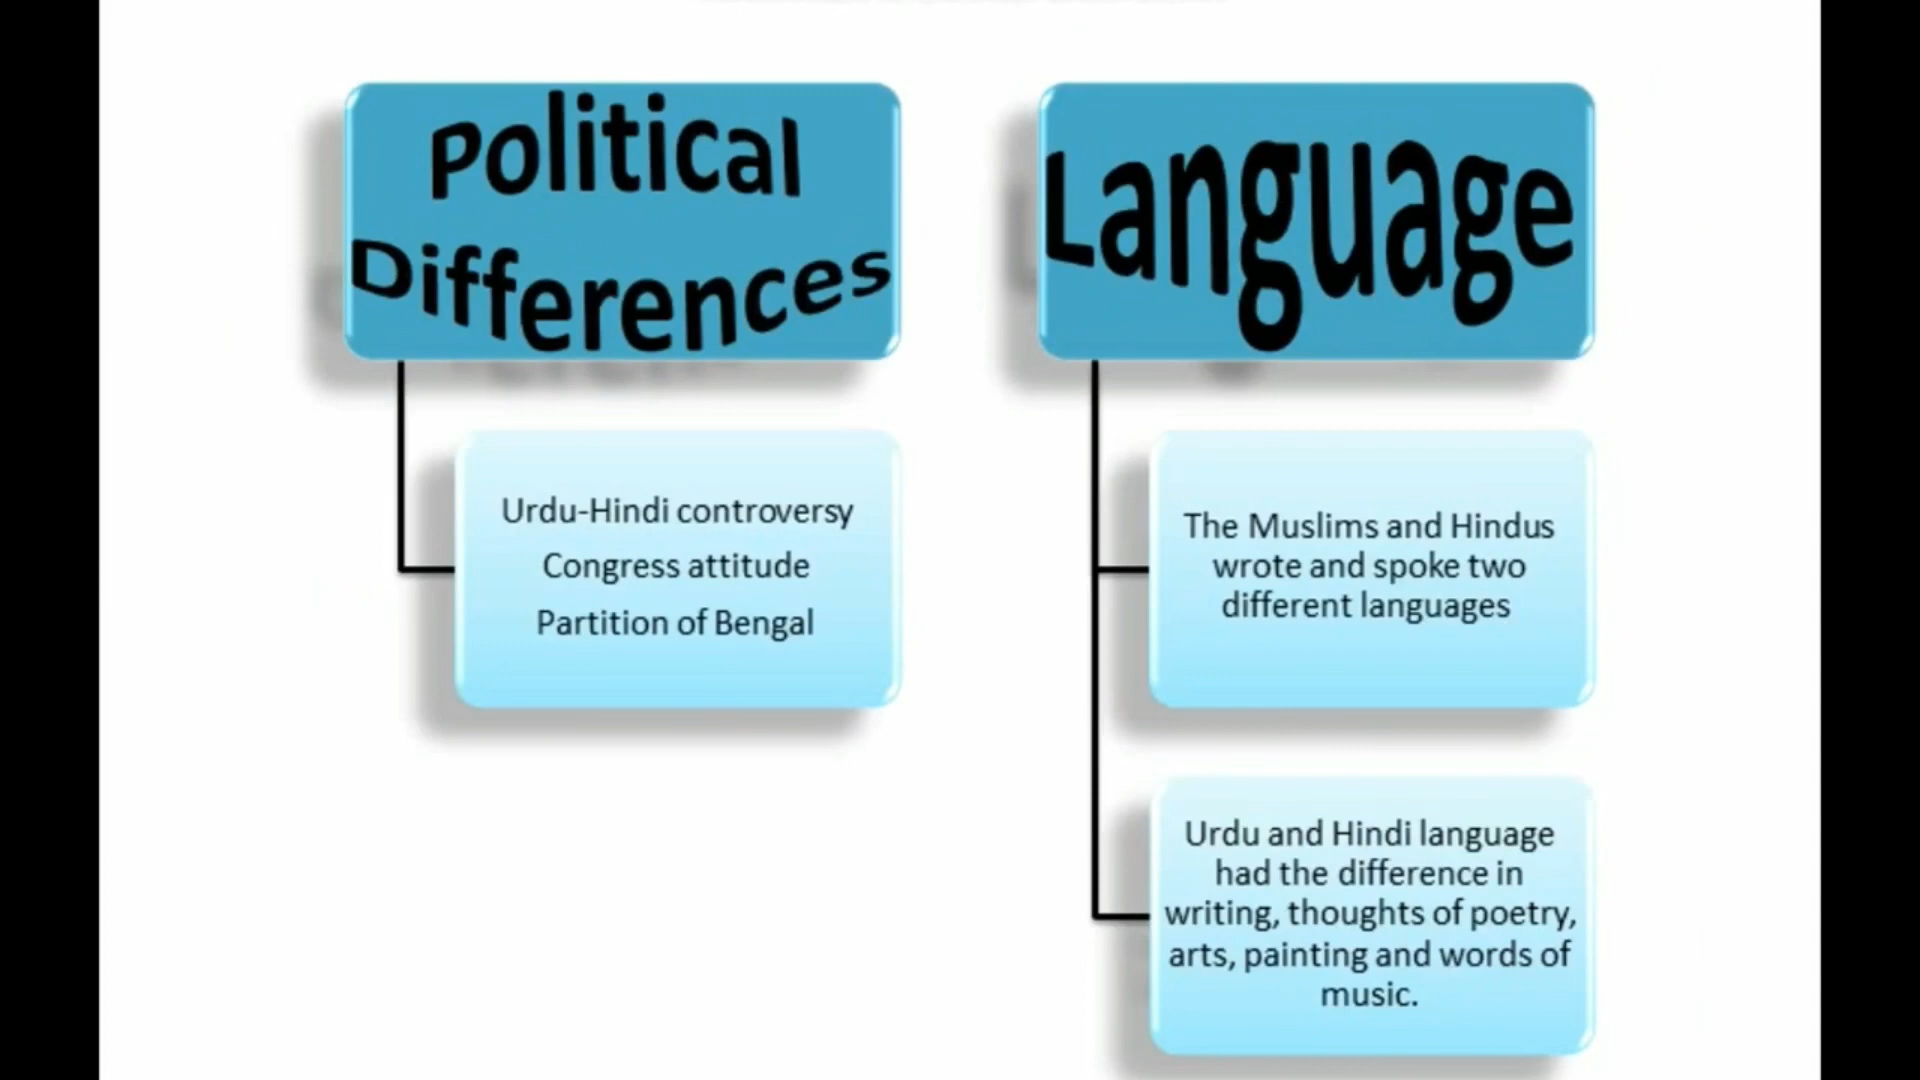 Political
Differences
Urdu-Hindi controversy
Congress attitude
Partition of Bengal
Language
The Muslims and Hindus
wrote and spoke two
different languages
Urdu and Hindi language
had the difference in
writing, thoughts of poetry,
arts, painting and words of
music.